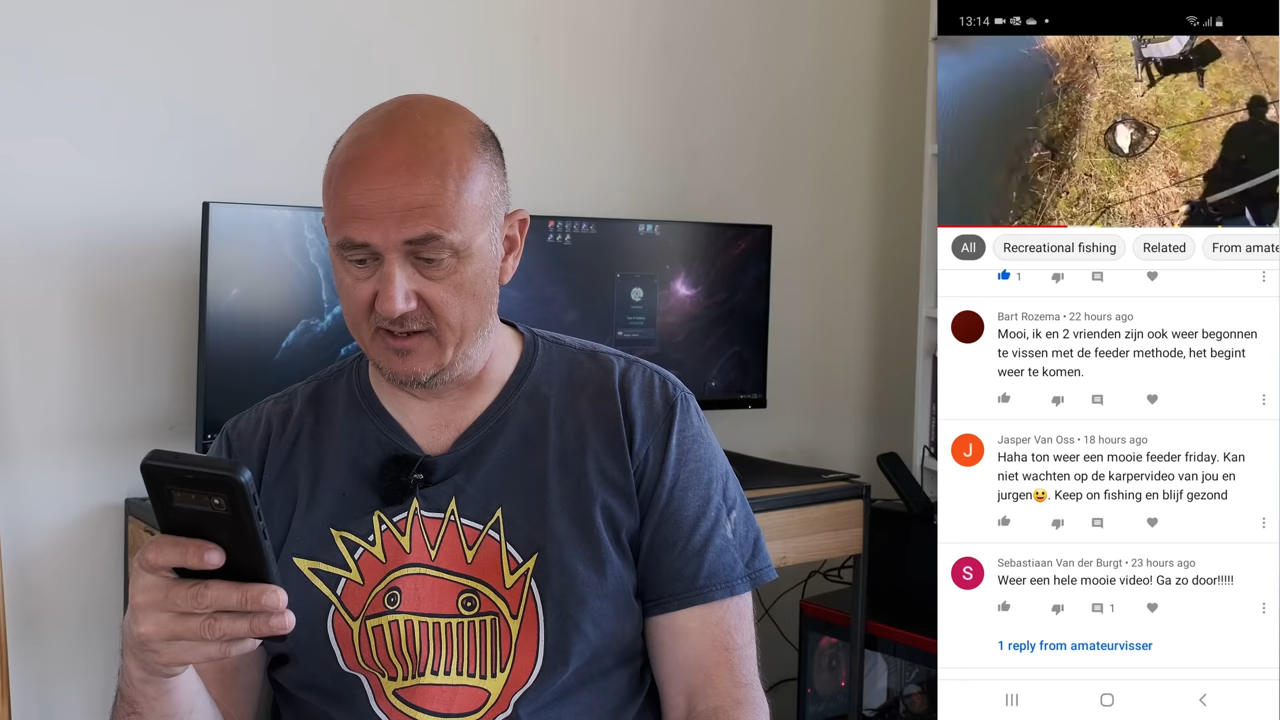 13:14
All
Recreational fishing
Related
From amate
1
Bart Rozema • 22 hours ago
Mooi, ik en 2 vrienden zijn ook weer begonnen
te vissen met de feeder methode, het begint
weer te komen.
J
Jasper Van Oss • 18 hours ago
Haha ton weer een mooie feeder friday. Kan
niet wachten op de karpervideo van jou en
jurgen😃. Keep on fishing en blijf gezond
S
Sebastiaan Van der Burgt • 23 hours ago
Weer een hele mooie video! Ga zo door!!!!!
1
1 reply from amateurvisser